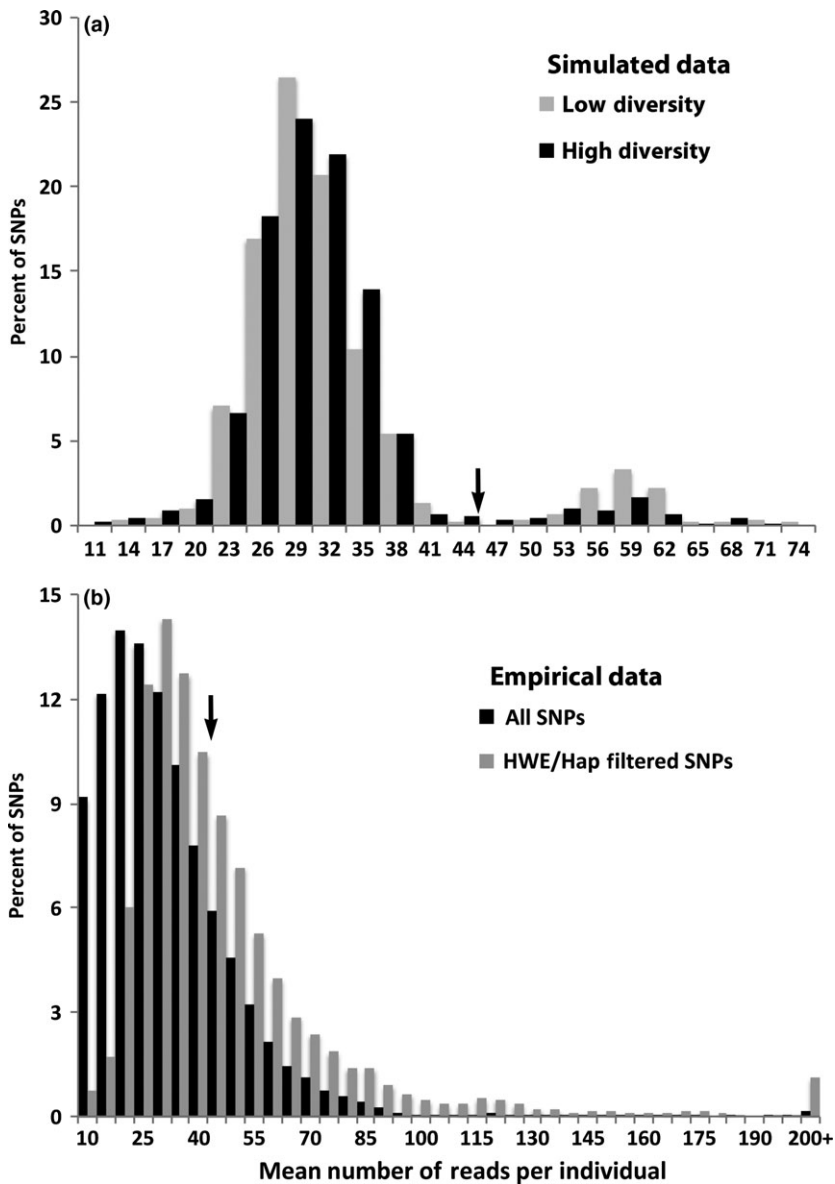 (a)
30
25
20
15
10
5
0
Percent of SNPs
Simulated data
Low diversity
High diversity
11 14 17 20 23 26 29 32 35 38 41 44 47 50 53 56 59 62 65 68 71 74
(b)
15
12
9
6
3
0
Percent of SNPs
Empirical data
All SNPs
HWE/Hap filtered SNPs
10 25 40 55 70 85 100 115 130 145 160 175 190 200+
Mean number of reads per individual